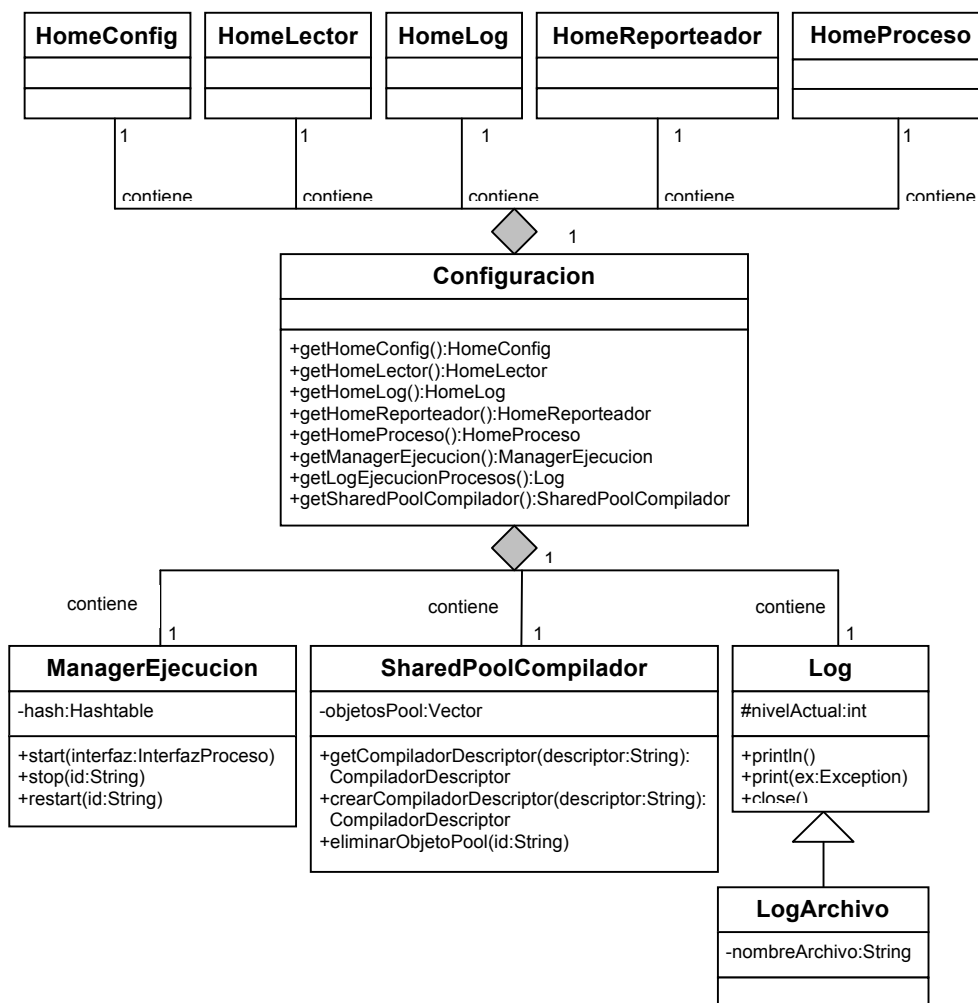 HomeConfig
HomeLector
HomeLog
HomeReporteador
HomeProceso
1
1
1
1
1
contiene
contiene
contiene
contiene
contiene
1
Configuracion
+getHomeConfig():HomeConfig
+getHomeLector():HomeLector
+getHomeLog():HomeLog
+getHomeReporteador():HomeReporteador
+getHomeProceso():HomeProceso
+getManagerEjecucion():ManagerEjecucion
+getLogEjecucionProcesos():Log
+getSharedPoolCompilador():SharedPoolCompilador
1
contiene
contiene
contiene
1
1
1
ManagerEjecucion
-hash:Hashtable
+start(interfaz:InterfazProceso)
+stop(id:String)
+restart(id:String)
SharedPoolCompilador
-objetosPool:Vector
+getCompiladorDescriptor(descriptor:String):
CompiladorDescriptor
+crearCompiladorDescriptor(descriptor:String):
CompiladorDescriptor
+eliminarObjetoPool(id:String)
Log
#nivelActual:int
+println()
+print(ex:Exception)
+close()
LogArchivo
-nombreArchivo:String